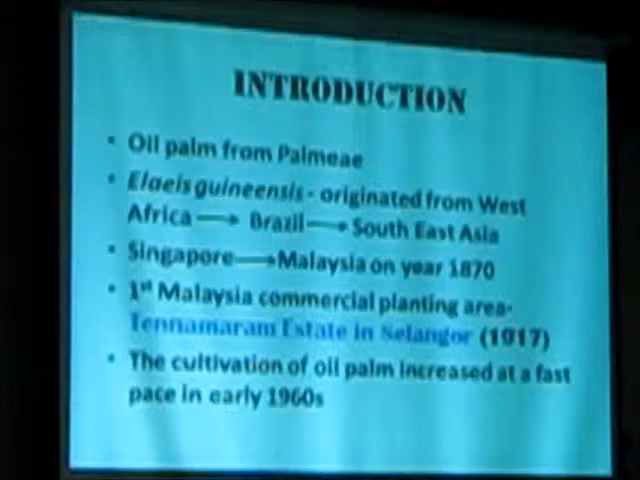 INTRODUCTION
• Oil palm from Palmeae
• Elaeis guineensis - originated from West
Africa → Brazil → South East Asia
• Singapore → Malaysia on year 1870
• 1st Malaysia commercial planting area-
Tennamaram Estate in Selangor (1917)
• The cultivation of oil palm increased at a fast
pace in early 1960s